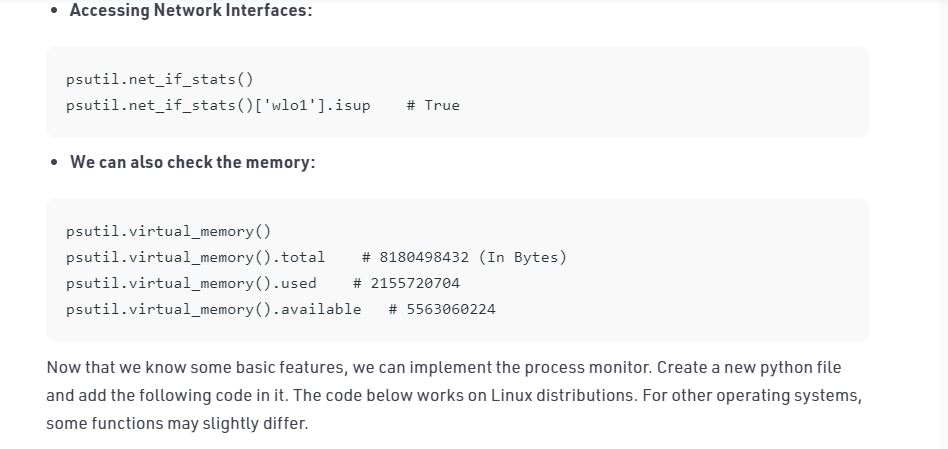 • Accessing Network Interfaces:
psutil.net_if_stats()
psutil.net_if_stats()['wlo1'].isup    # True
• We can also check the memory:
psutil.virtual_memory()
psutil.virtual_memory().total    # 8180498432 (In Bytes)
psutil.virtual_memory().used    # 2155720704
psutil.virtual_memory().available   # 5563060224
Now that we know some basic features, we can implement the process monitor. Create a new python file
and add the following code in it. The code below works on Linux distributions. For other operating systems,
some functions may slightly differ.